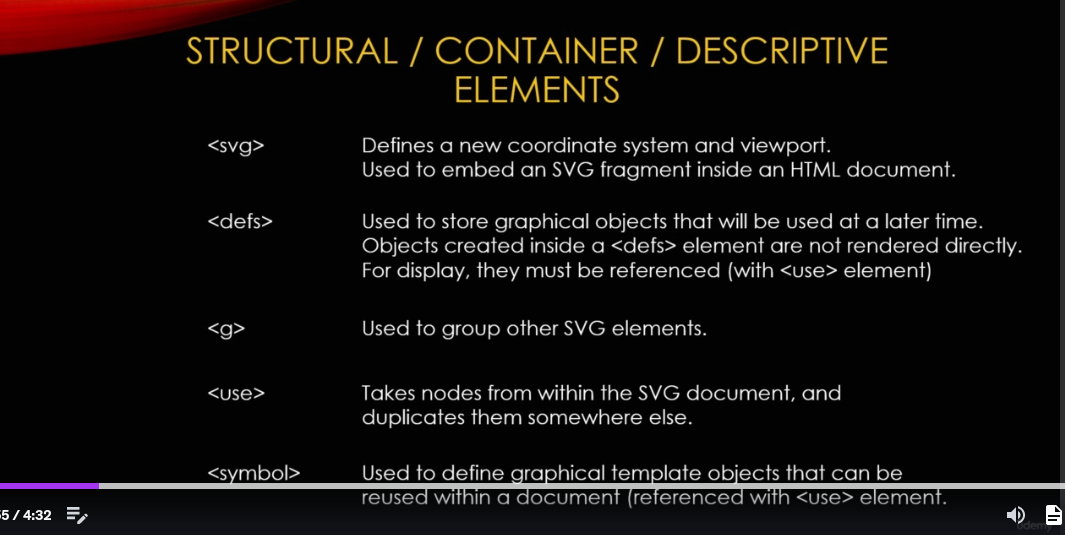 STRUCTURAL / CONTAINER / DESCRIPTIVE
ELEMENTS
<svg> Defines a new coordinate system and viewport.
Used to embed an SVG fragment inside an HTML document.
<defs> Used to store graphical objects that will be used at a later time.
Objects created inside a <defs> element are not rendered directly.
For display, they must be referenced (with <use> element)
<g> Used to group other SVG elements.
<use> Takes nodes from within the SVG document, and
duplicates them somewhere else.
<symbol> Used to define graphical template objects that can be
reused within a document (referenced with <use> element.
5 / 4:32
udemy